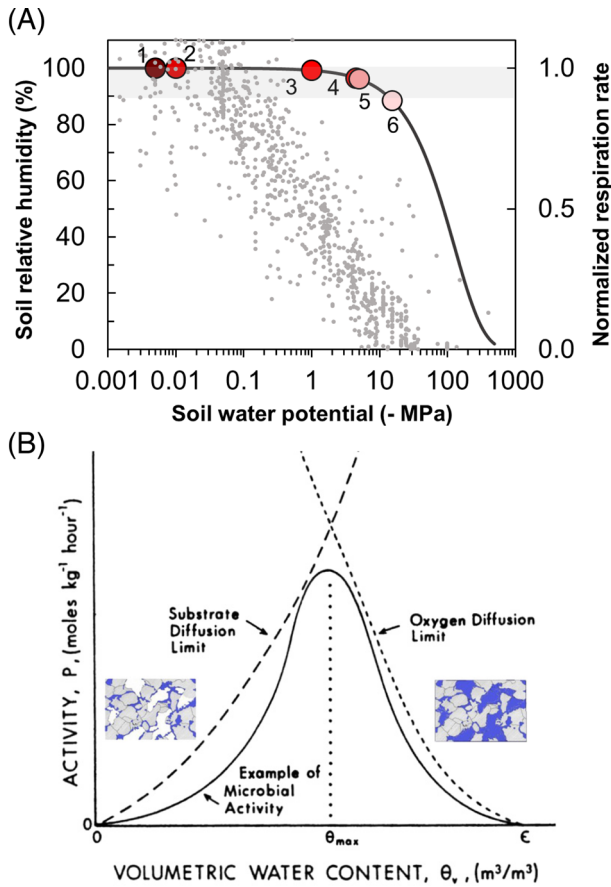 (A)
Soil relative humidity (%)
100
80
60
40
20
0
1
2
3
4
5
6
1.0
0.5
0.0
Normalized respiration rate
0.001
0.01
0.1
1
10
100
1000
Soil water potential (- MPa)
(B)
ACTIVITY, P, (moles kg⁻¹ hour⁻¹)
Substrate
Diffusion
Limit
Oxygen Diffusion
Limit
Example of
Microbial
Activity
0
0
θmax
ϵ
VOLUMETRIC WATER CONTENT, θv, (m³/m³)